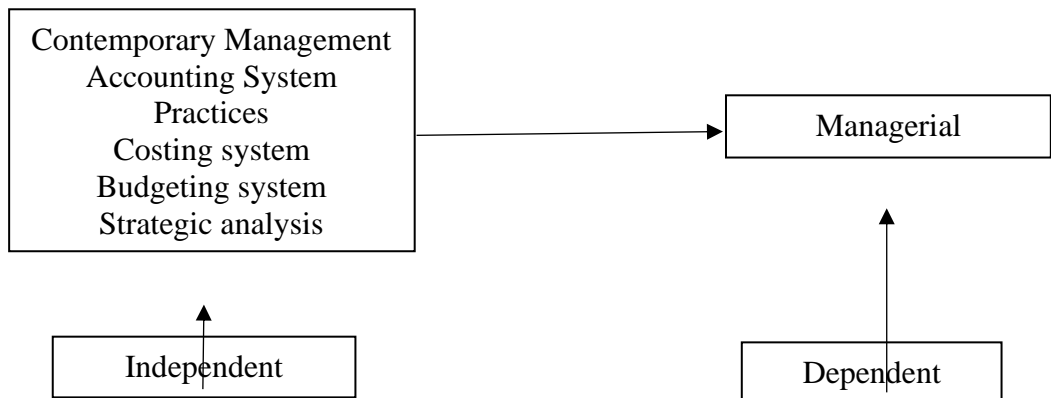 Contemporary Management
Accounting System
Practices
Costing system
Budgeting system
Strategic analysis
Managerial
Independent
Dependent